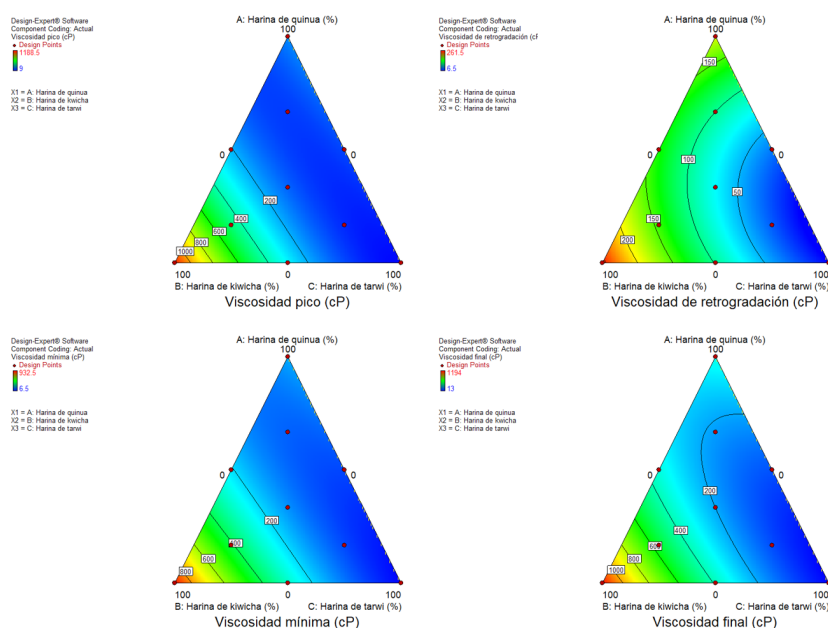 Design-Expert® Software
Component Coding: Actual
Viscosidad pico (cP)
Design Points
1188.5
9
X1 = A: Harina de quinua
X2 = B: Harina de kwicha
X3 = C: Harina de tarwi
A: Harina de quinua (%)
100
0
0
200
400
600
800
1000
100
0
100
B: Harina de kiwicha (%)
C: Harina de tarwi (%)
Viscosidad pico (cP)
Design-Expert® Software
Component Coding: Actual
Viscosidad de retrogradación (cF
Design Points
261.5
6.5
X1 = A: Harina de quinua
X2 = B: Harina de kwicha
X3 = C: Harina de tarwi
A: Harina de quinua (%)
100
150
0
0
100
50
150
200
100
0
100
B: Harina de kiwicha (%)
C: Harina de tarwi (%)
Viscosidad de retrogradación (cP)
Design-Expert® Software
Component Coding: Actual
Viscosidad mínima (cP)
Design Points
932.5
6.5
X1 = A: Harina de quinua
X2 = B: Harina de kwicha
X3 = C: Harina de tarwi
A: Harina de quinua (%)
100
0
0
200
400
600
800
100
0
100
B: Harina de kiwicha (%)
C: Harina de tarwi (%)
Viscosidad mínima (cP)
Design-Expert® Software
Component Coding: Actual
Viscosidad final (cP)
Design Points
1194
13
X1 = A: Harina de quinua
X2 = B: Harina de kwicha
X3 = C: Harina de tarwi
A: Harina de quinua (%)
100
0
0
200
400
600
800
1000
100
0
100
B: Harina de kiwicha (%)
C: Harina de tarwi (%)
Viscosidad final (cP)